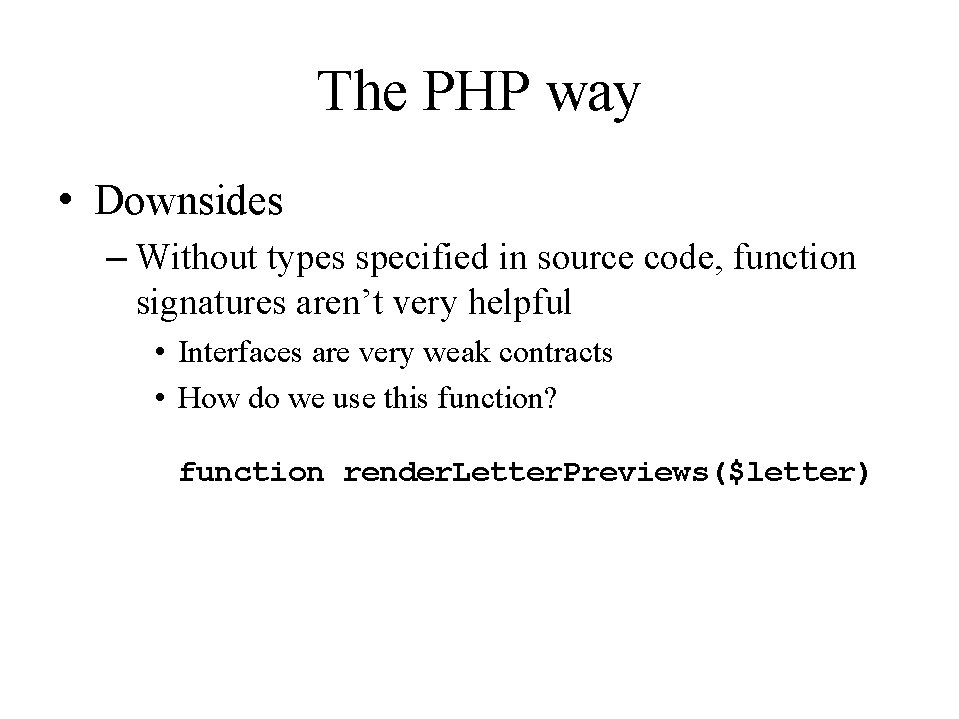 The PHP way
• Downsides
– Without types specified in source code, function
signatures aren’t very helpful
• Interfaces are very weak contracts
• How do we use this function?
function renderLetterPreviews($letter)